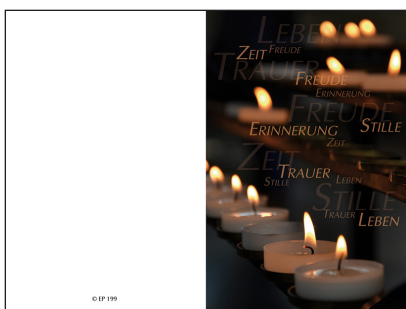 LEBEN
ZEIT FREUDE
TRAUER
FREUDE
ERINNERUNG
FREUDE
STILLE
ERINNERUNG
ZEIT
ZEIT
TRAUER
LEBEN
STILLE
STILLE
TRAUER
LEBEN
© EP 199